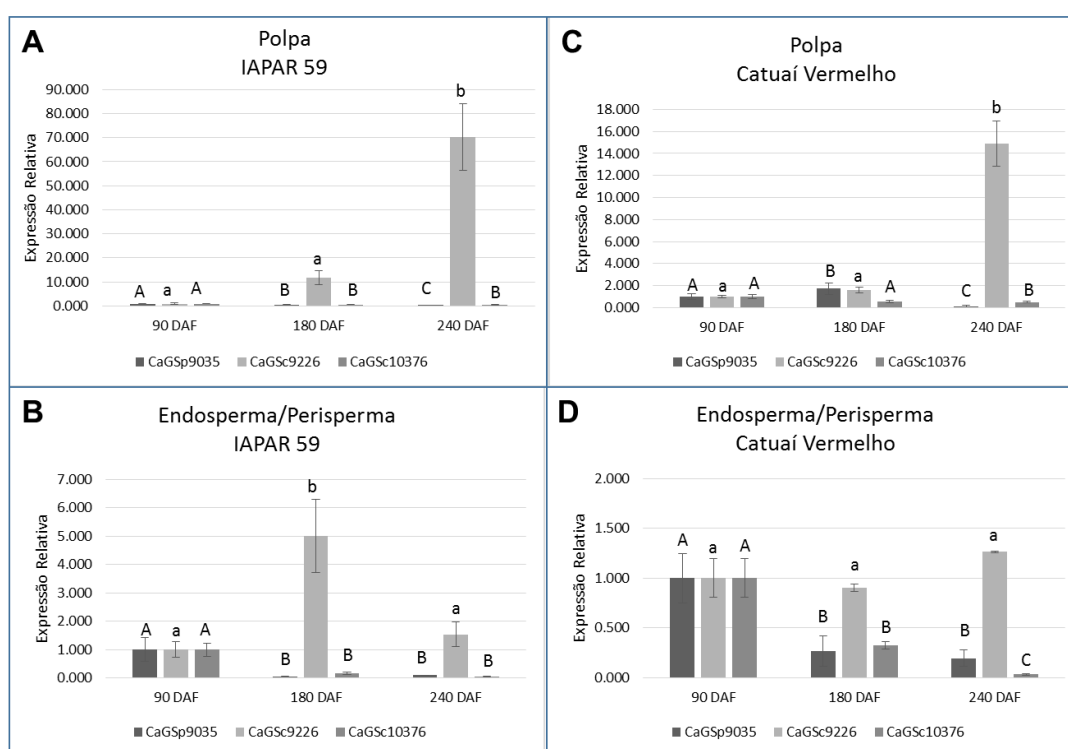 A
Polpa
IAPAR 59
Expressão Relativa
90.000
80.000
70.000
60.000
50.000
40.000
30.000
20.000
10.000
0.000
A a A
B a B
C b B
90 DAF 180 DAF 240 DAF
CaGSp9035 CaGSc9226 CaGSc10376
C
Polpa
Catuaí Vermelho
Expressão Relativa
18.000
16.000
14.000
12.000
10.000
8.000
6.000
4.000
2.000
0.000
A a A
B a A
C b B
90 DAF 180 DAF 240 DAF
CaGSp9035 CaGSc9226 CaGSc10376
B
Endosperma/Perisperma
IAPAR 59
Expressão Relativa
7.000
6.000
5.000
4.000
3.000
2.000
1.000
0.000
A a A
B b B
B a B
90 DAF 180 DAF 240 DAF
CaGSp9035 CaGSc9226 CaGSc10376
D
Endosperma/Perisperma
Catuaí Vermelho
Expressão Relativa
2.000
1.500
1.000
0.500
0.000
A a A
B a B
B a C
90 DAF 180 DAF 240 DAF
CaGSp9035 CaGSc9226 CaGSc10376